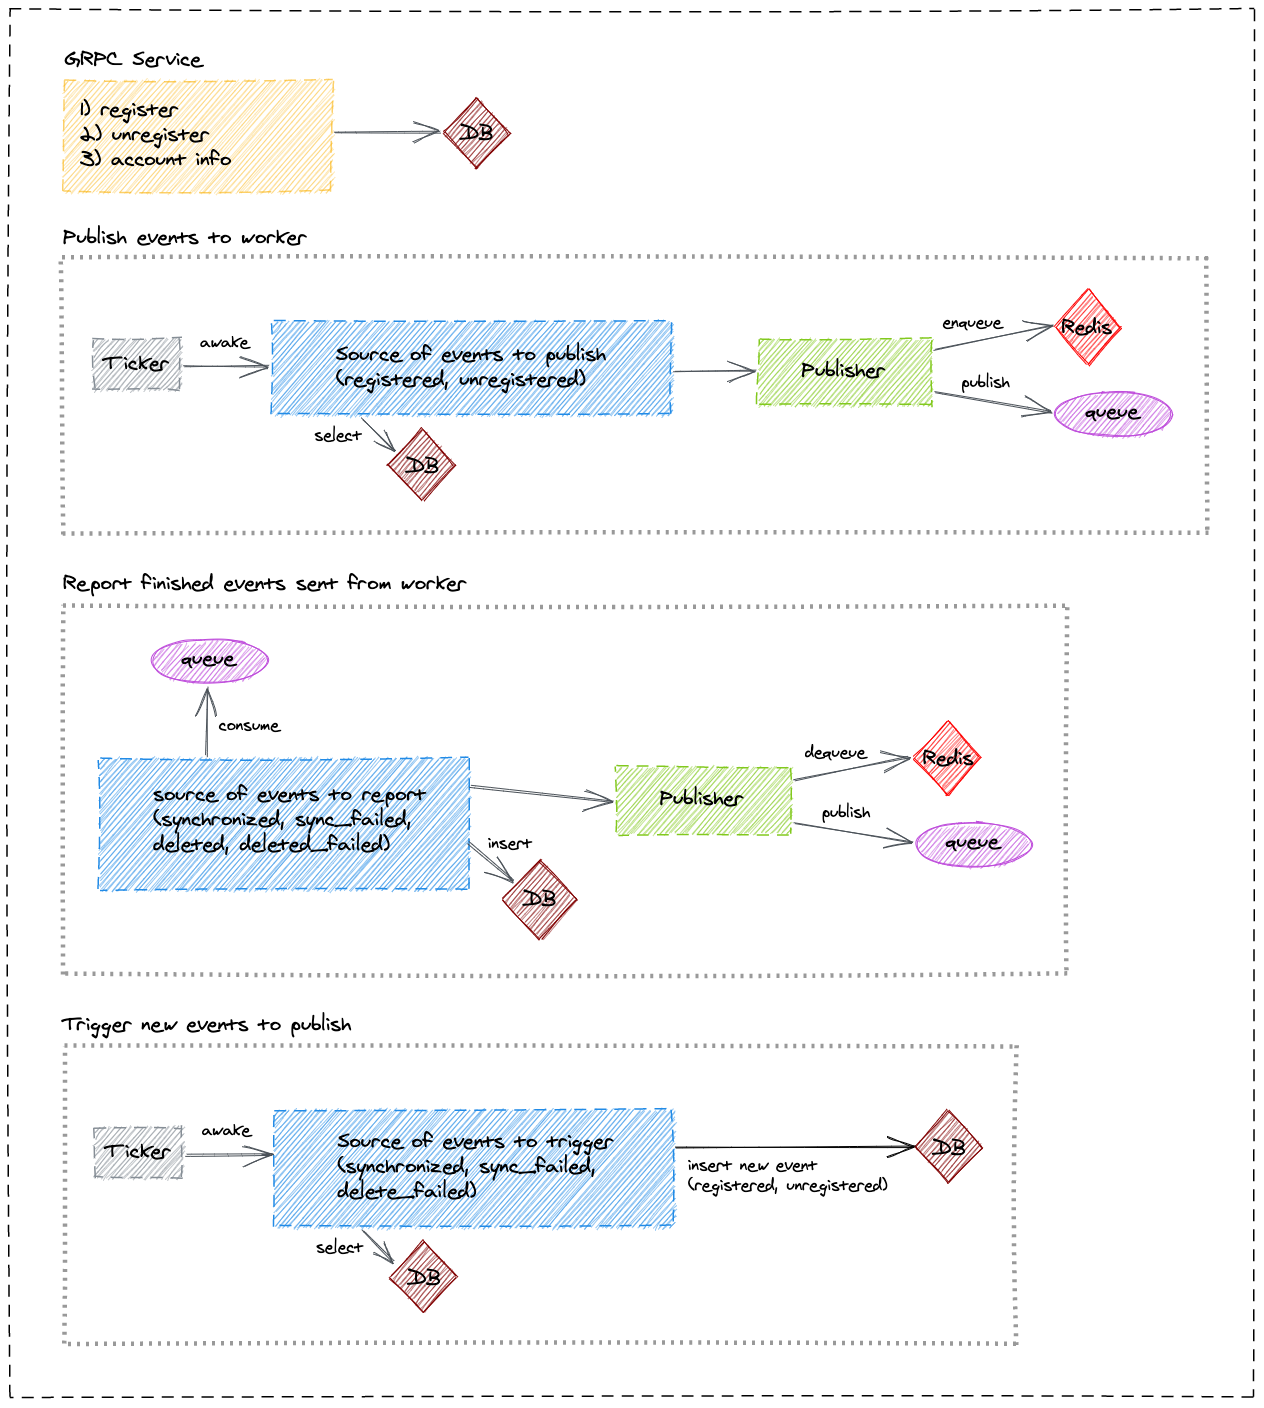 GRPC Service
1) register
2) unregister
3) account info
DB
Publish events to worker
Ticker
awake
Source of events to publish
(registered, unregistered)
select
DB
Publisher
enqueue
Redis
publish
queue
Report finished events sent from worker
queue
consume
source of events to report
(synchronized, sync_failed,
deleted, deleted_failed)
insert
DB
Publisher
dequeue
Redis
publish
queue
Trigger new events to publish
Ticker
awake
Source of events to trigger
(synchronized, sync_failed,
delete_failed)
select
DB
insert new event
(registered, unregistered)
DB